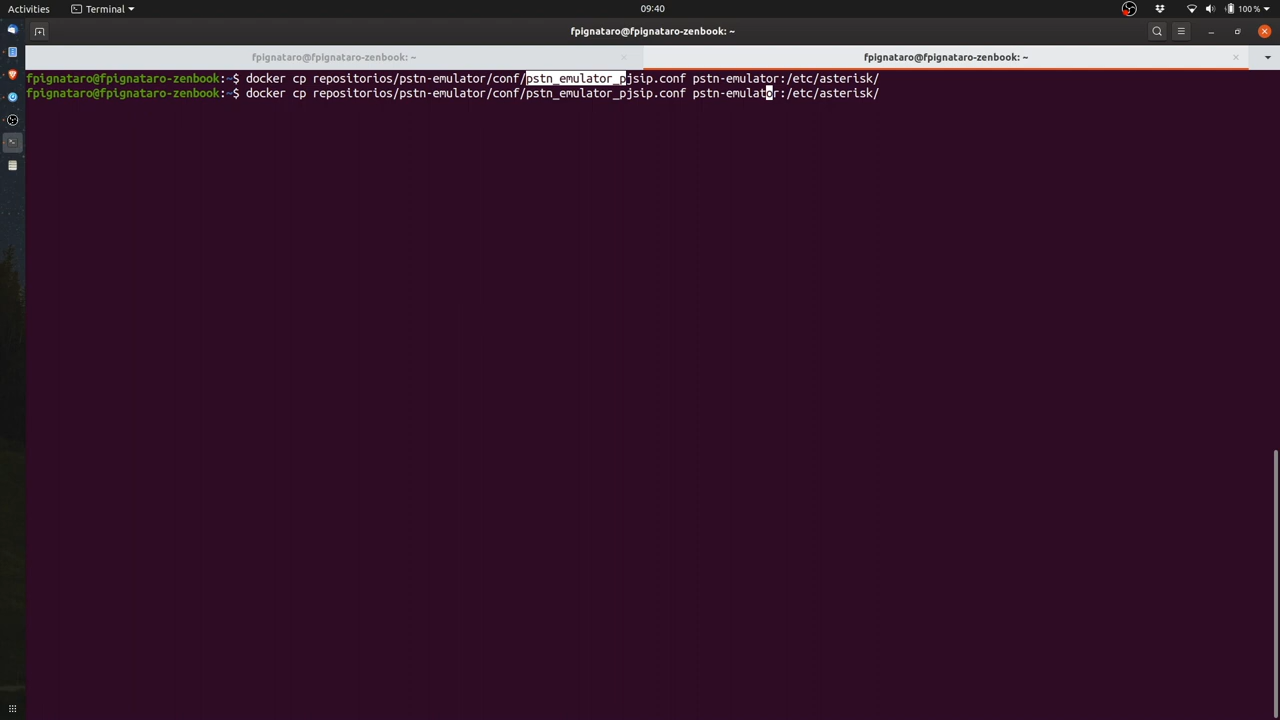 Activities Terminal 09:40 100 %
fpignataro@fpignataro-zenbook: ~
fpignataro@fpignataro-zenbook: ~ fpignataro@fpignataro-zenbook: ~
fpignataro@fpignataro-zenbook:~$ docker cp repositorios/pstn-emulator/conf/pstn_emulator_pjsip.conf pstn-emulator:/etc/asterisk/
fpignataro@fpignataro-zenbook:~$ docker cp repositorios/pstn-emulator/conf/pstn_emulator_pjsip.conf pstn-emulator:/etc/asterisk/